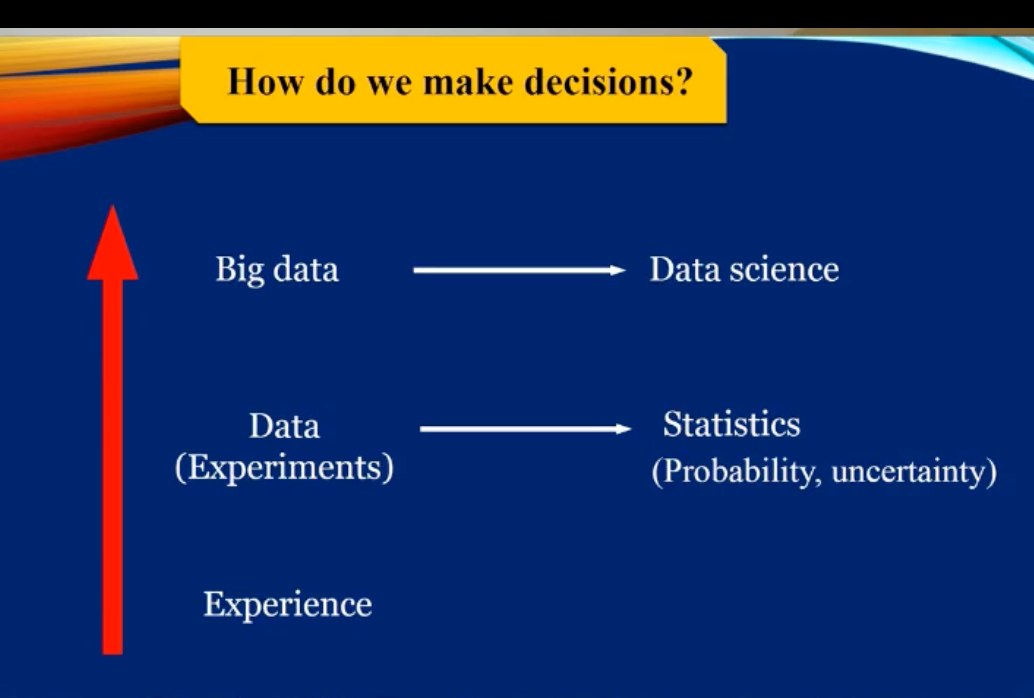 How do we make decisions?
Big data
Data science
Data
(Experiments)
Statistics
(Probability, uncertainty)
Experience